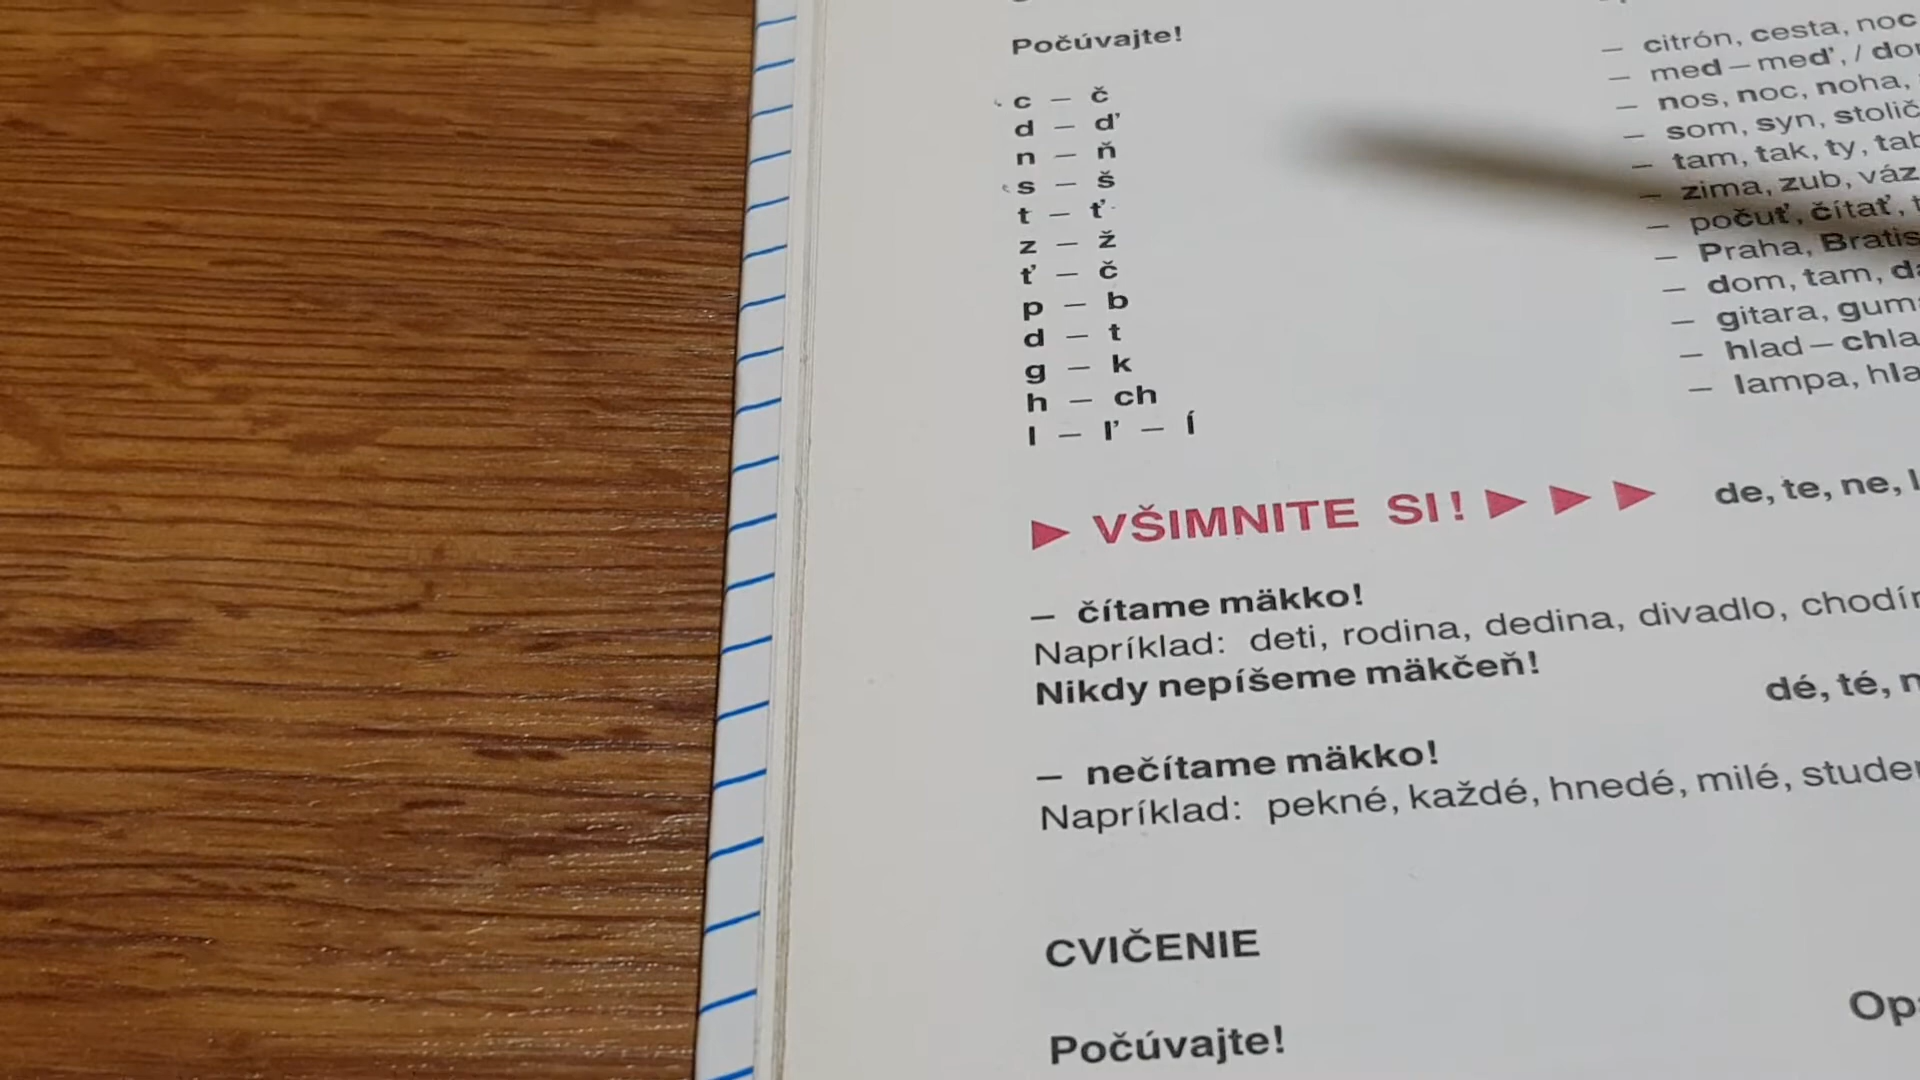 Počúvajte!
c – č
d – ď
n – ň
s – š
t – ť
z – ž
ť – č
p – b
d – t
g – k
h – ch
l – ľ – ĺ
– citrón, cesta, noc
– med – meď, /
– nos, noc, noha,
– som, syn,
– tam, tak, ty,
– zima, zub,
– počuť, čítať,
– Praha,
– dom, tam,
– gitara,
– hlad –
– lampa,
▶ VŠIMNITE SI! ▶ ▶ ▶
de, te, ne,
– čítame mäkko!
Napríklad: deti, rodina, dedina, divadlo,
Nikdy nepíšeme mäkčeň!
dé, té,
– nečítame mäkko!
Napríklad: pekné, každé, hnedé, milé,
CVIČENIE
Počúvajte!